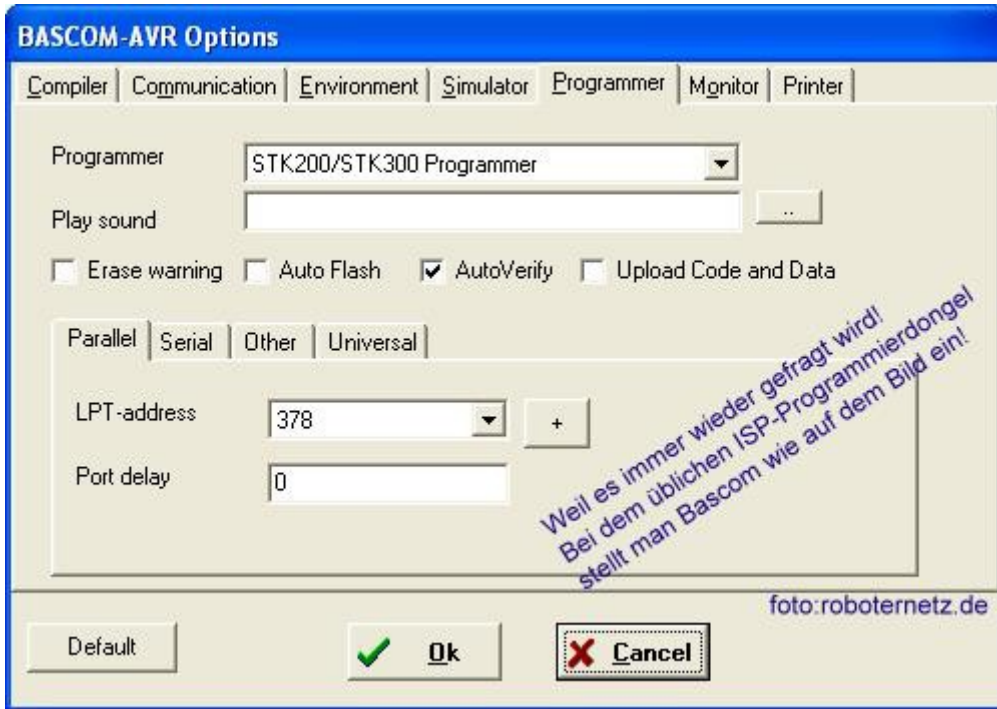 BASCOM-AVR Options
Compiler Communication Environment Simulator Programmer Monitor Printer
Programmer STK200/STK300 Programmer
Play sound ..
Erase warning Auto Flash AutoVerify Upload Code and Data
Parallel Serial Other Universal
LPT-address 378 +
Port delay 0
Weil es immer wieder gefragt wird!
Bei dem üblichen ISP-Programmierdongel
stellt man Bascom wie auf dem Bild ein!
foto:roboternetz.de
Default Ok Cancel